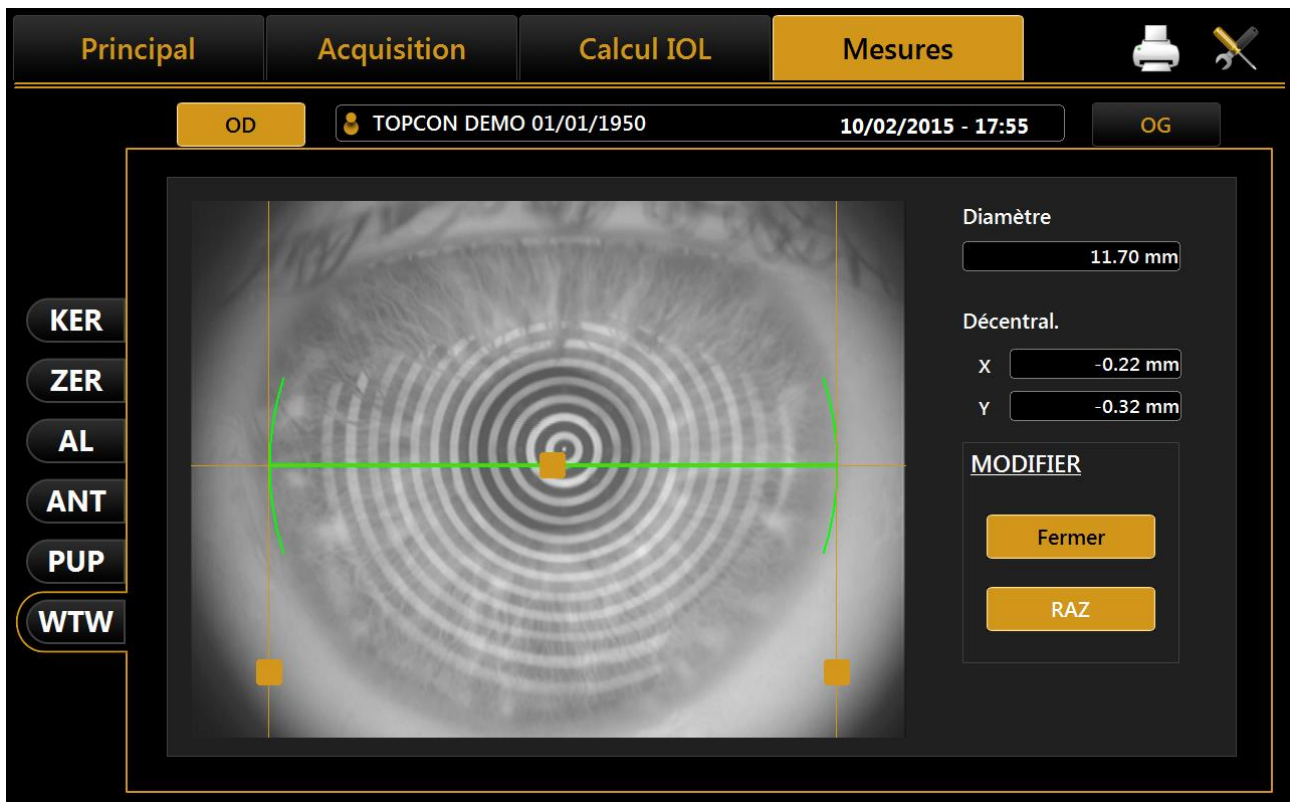 Principal Acquisition Calcul IOL Mesures
OD TOPCON DEMO 01/01/1950 10/02/2015 - 17:55 OG
Diamètre
11.70 mm
Décentral.
X -0.22 mm
Y -0.32 mm
MODIFIER
Fermer
RAZ
KER
ZER
AL
ANT
PUP
WTW